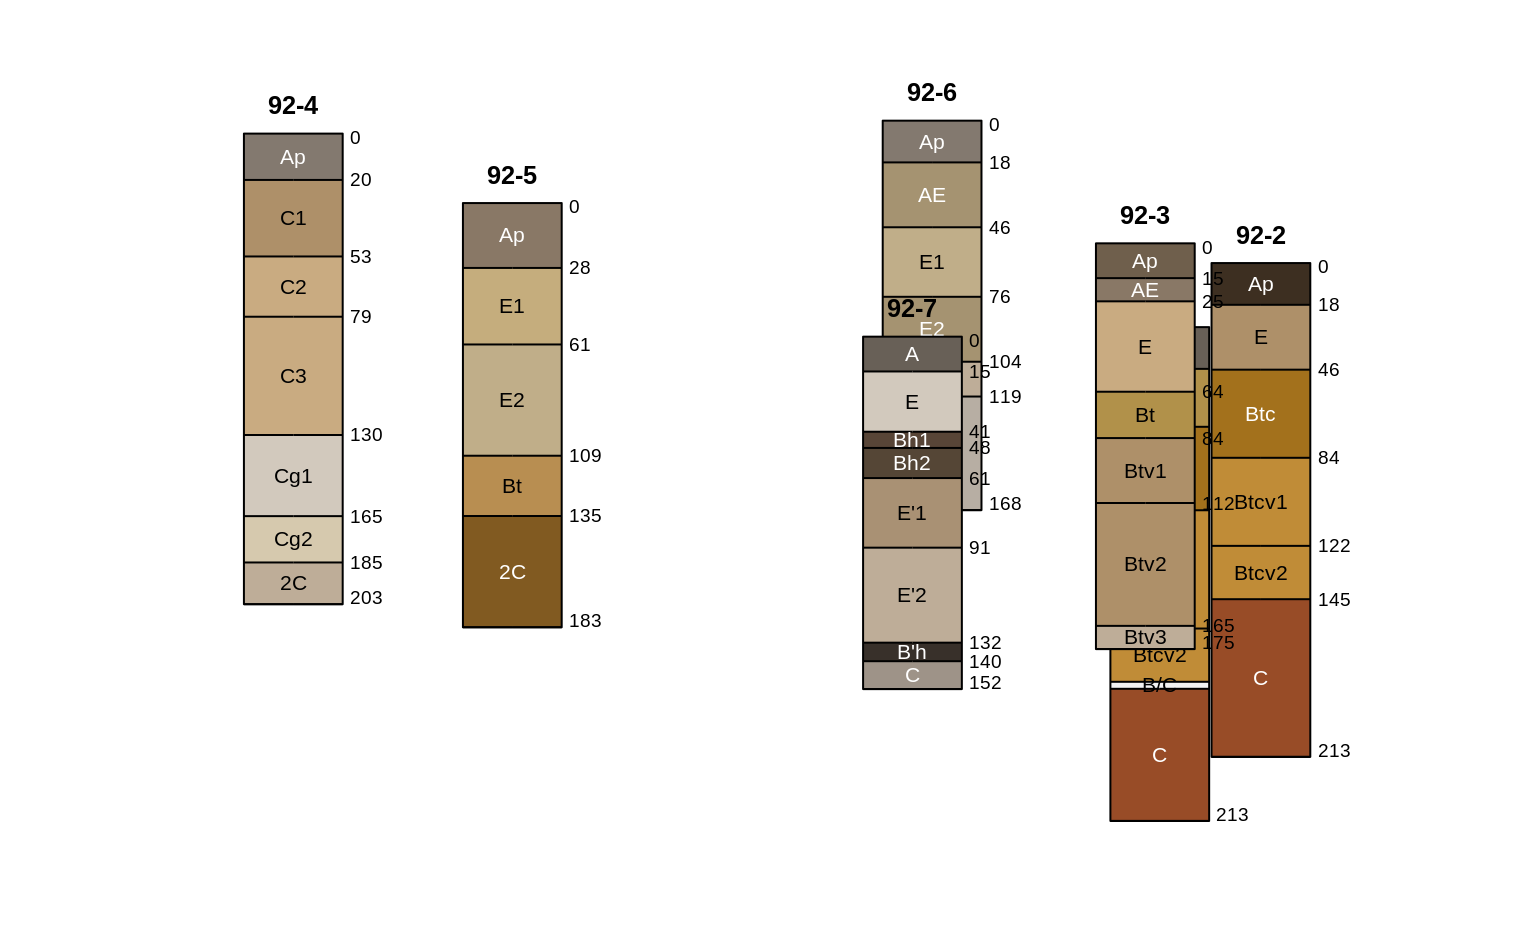 92-4
0
Ap
20
C1
53
C2
79
C3
130
Cg1
165
Cg2
185
2C
203
92-5
0
Ap
28
E1
61
E2
109
Bt
135
2C
183
92-6
0
Ap
18
AE
46
E1
76
E2
104
119
168
92-7
0
A
15
E
41
Bh1
48
Bh2
61
E'1
91
E'2
132
B'h
140
C
152
92-3
0
Ap
15
AE
25
E
64
Bt
84
Btv1
112
Btv2
165
Btv3
175
Btcv2
B/C
C
213
92-2
0
Ap
18
E
46
Btc
84
Btcv1
122
Btcv2
145
C
213